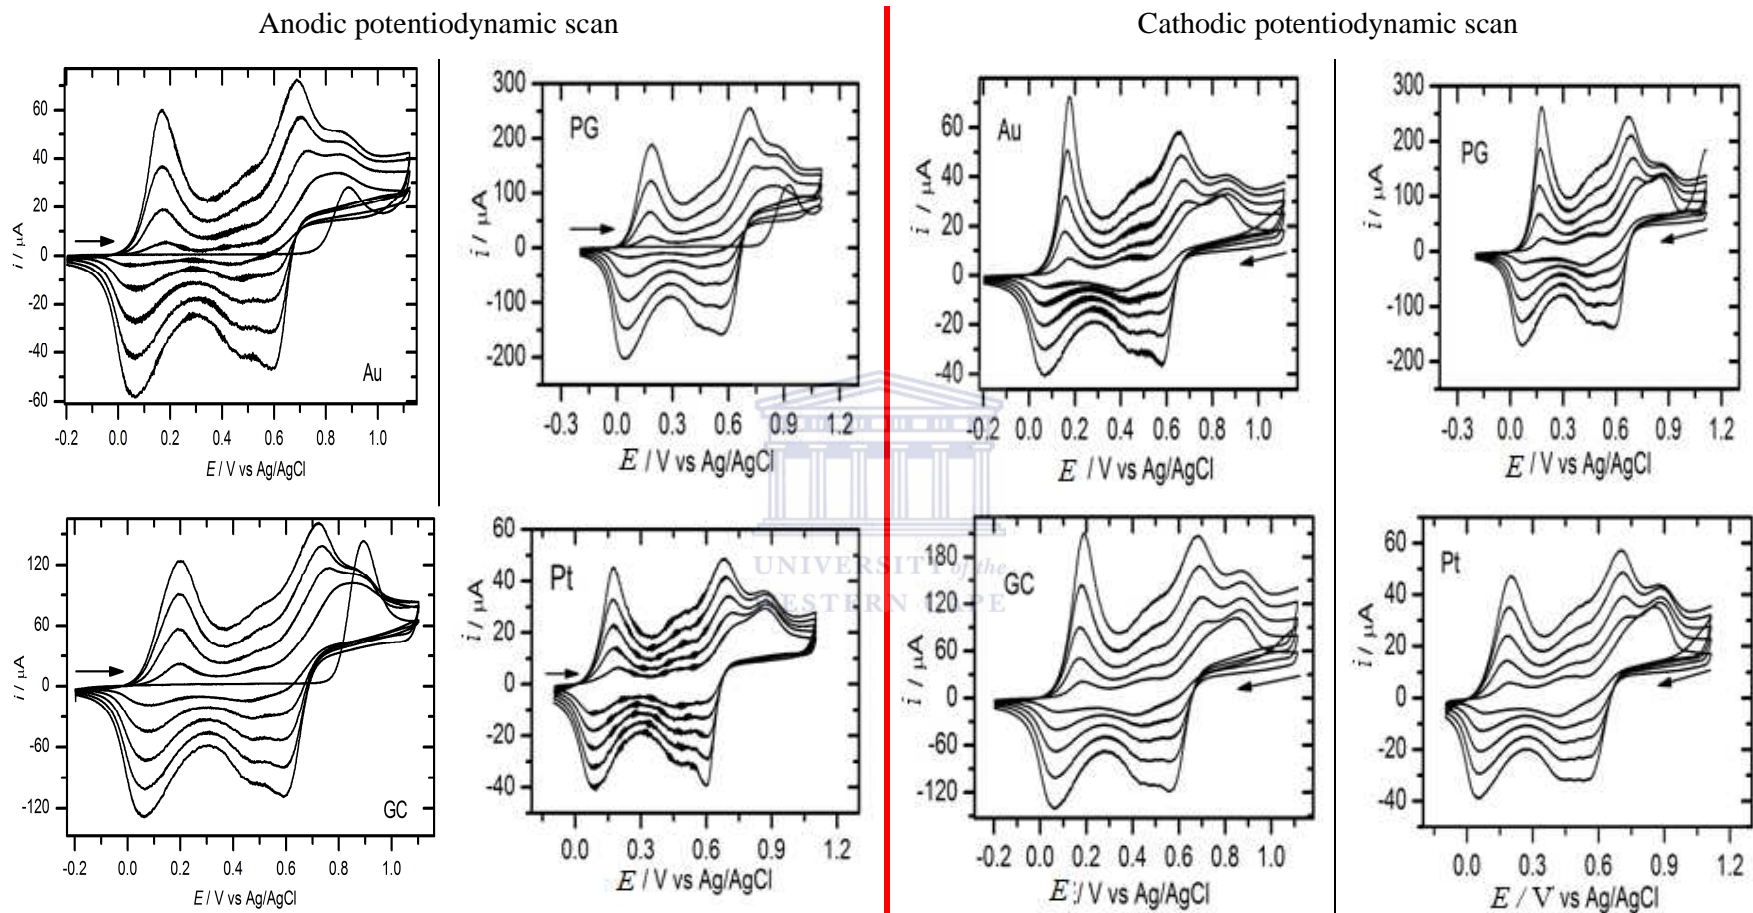 Anodic potentiodynamic scan
Cathodic potentiodynamic scan
60
40
20
0
-20
-40
-60
i / μA
Au
-0.2 0.0 0.2 0.4 0.6 0.8 1.0
E / V vs Ag/AgCl
300
200
100
0
-100
-200
i / μA
PG
-0.3 0.0 0.3 0.6 0.9 1.2
E / V vs Ag/AgCl
60
40
20
0
-20
-40
i / μA
Au
-0.2 0.0 0.2 0.4 0.6 0.8 1.0
E / V vs Ag/AgCl
300
200
100
0
-100
-200
i / μA
PG
-0.3 0.0 0.3 0.6 0.9 1.2
E / V vs Ag/AgCl
120
60
0
-60
-120
i / μA
GC
-0.2 0.0 0.2 0.4 0.6 0.8 1.0
E / V vs Ag/AgCl
60
40
20
0
-20
-40
i / μA
Pt
0.0 0.3 0.6 0.9 1.2
E / V vs Ag/AgCl
UNIVERSITY of the
WESTERN CAPE
180
120
60
0
-60
-120
i / μA
GC
-0.2 0.0 0.2 0.4 0.6 0.8 1.0
E / V vs Ag/AgCl
60
40
20
0
-20
-40
i / μA
Pt
0.0 0.3 0.6 0.9 1.2
E / V vs Ag/AgCl